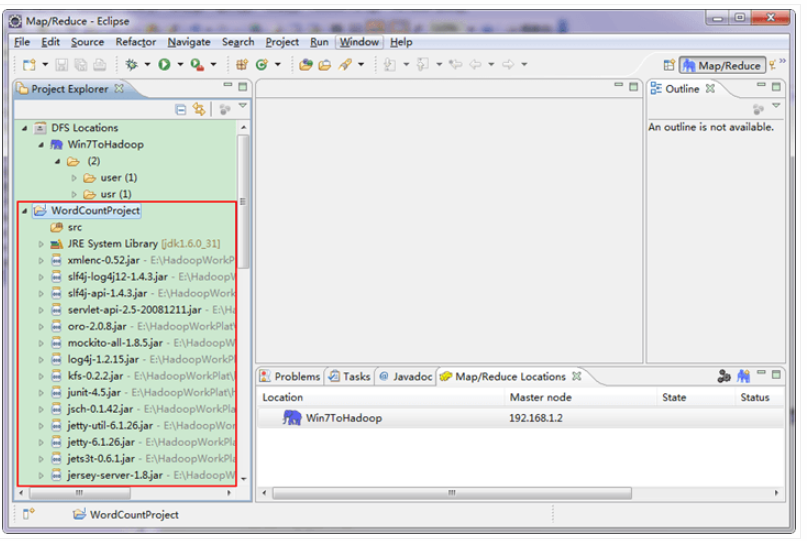 Map/Reduce - Eclipse
File Edit Source Refactor Navigate Search Project Run Window Help
Map/Reduce
Project Explorer
DFS Locations
Win7ToHadoop
(2)
user (1)
usr (1)
WordCountProject
src
JRE System Library [jdk1.6.0_31]
xmlenc-0.52.jar - E:\HadoopWorkP
slf4j-log4j12-1.4.3.jar - E:\HadoopW
slf4j-api-1.4.3.jar - E:\HadoopWork
servlet-api-2.5-20081211.jar - E:\Ha
oro-2.0.8.jar - E:\HadoopWorkPlat\
mockito-all-1.8.5.jar - E:\HadoopW
log4j-1.2.15.jar - E:\HadoopWorkPl
kfs-0.2.2.jar - E:\HadoopWorkPlat\
junit-4.5.jar - E:\HadoopWorkPlat\H
jsch-0.1.42.jar - E:\HadoopWorkPla
jetty-util-6.1.26.jar - E:\HadoopWor
jetty-6.1.26.jar - E:\HadoopWorkPla
jets3t-0.6.1.jar - E:\HadoopWorkPla
jersey-server-1.8.jar - E:\HadoopW
Outline
An outline is not available.
Problems Tasks @ Javadoc Map/Reduce Locations
Location Master node State Status
Win7ToHadoop 192.168.1.2
WordCountProject